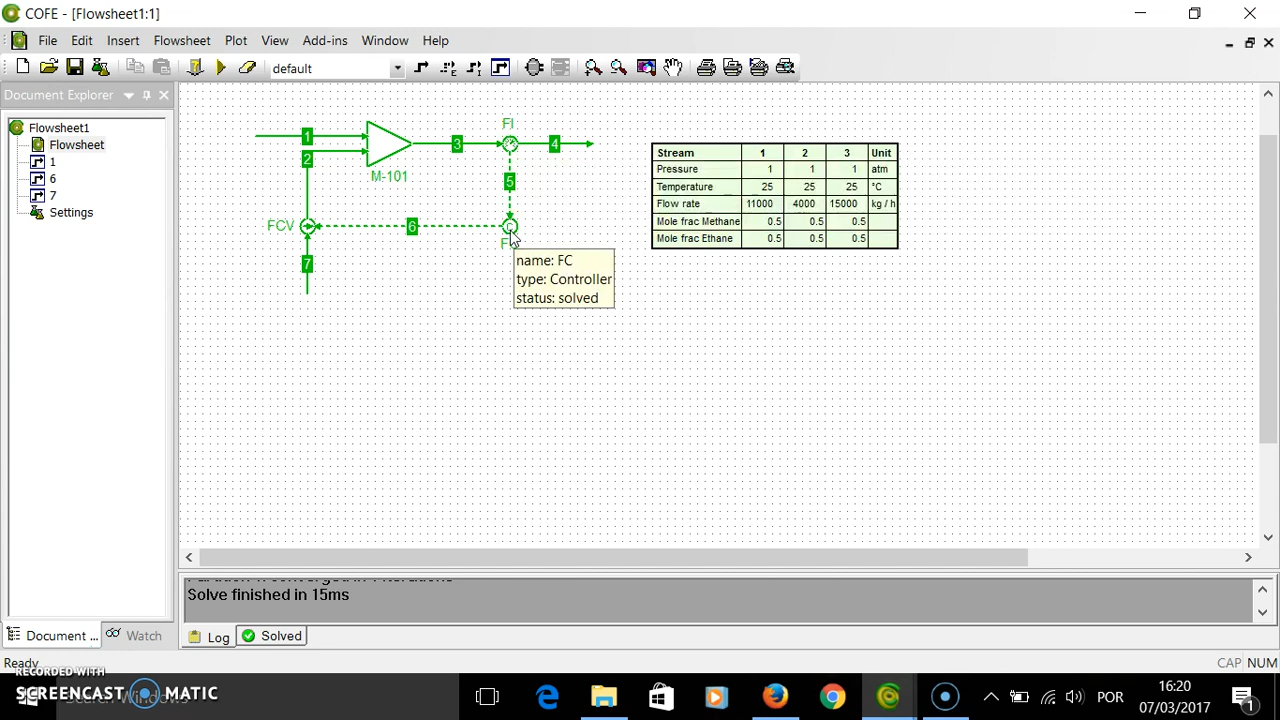 COFE - [Flowsheet1:1]
File Edit Insert Flowsheet Plot View Add-ins Window Help
default
Document Explorer
Flowsheet1
Flowsheet
1
6
7
Settings
FI
1
3
4
2
M-101
5
FCV
6
7
name: FC
type: Controller
status: solved
Stream 1 2 3 Unit
Pressure 1 1 1 atm
Temperature 25 25 25 °C
Flow rate 11000 4000 15000 kg / h
Mole frac Methane 0.5 0.5 0.5
Mole frac Ethane 0.5 0.5 0.5
Solve finished in 15ms
Document ... Watch
Log Solved
Ready
CAP NUM
RECORDED WITH
SCREENCAST MATIC
Search Windows
POR
16:20
07/03/2017
1